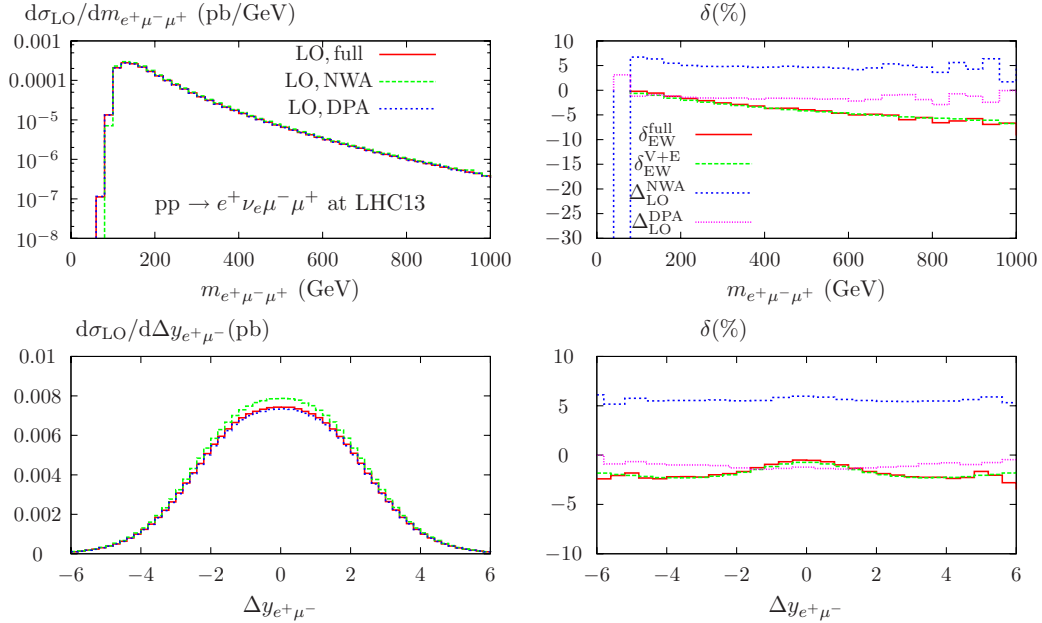 dσ_LO/dm_{e⁺μ⁻μ⁺} (pb/GeV)
0.001
0.0001
10⁻⁵
10⁻⁶
10⁻⁷
10⁻⁸
LO, full
LO, NWA
LO, DPA
pp → e⁺ν_eμ⁻μ⁺ at LHC13
0 200 400 600 800 1000
m_{e⁺μ⁻μ⁺} (GeV)
δ(%)
10
5
0
−5
−10
−15
−20
−25
−30
δ_EW^full
δ_EW^{V+E}
Δ_LO^NWA
Δ_LO^DPA
0 200 400 600 800 1000
m_{e⁺μ⁻μ⁺} (GeV)
dσ_LO/dΔy_{e⁺μ⁻}(pb)
0.01
0.008
0.006
0.004
0.002
0
−6 −4 −2 0 2 4 6
Δy_{e⁺μ⁻}
δ(%)
10
5
0
−5
−10
−6 −4 −2 0 2 4 6
Δy_{e⁺μ⁻}